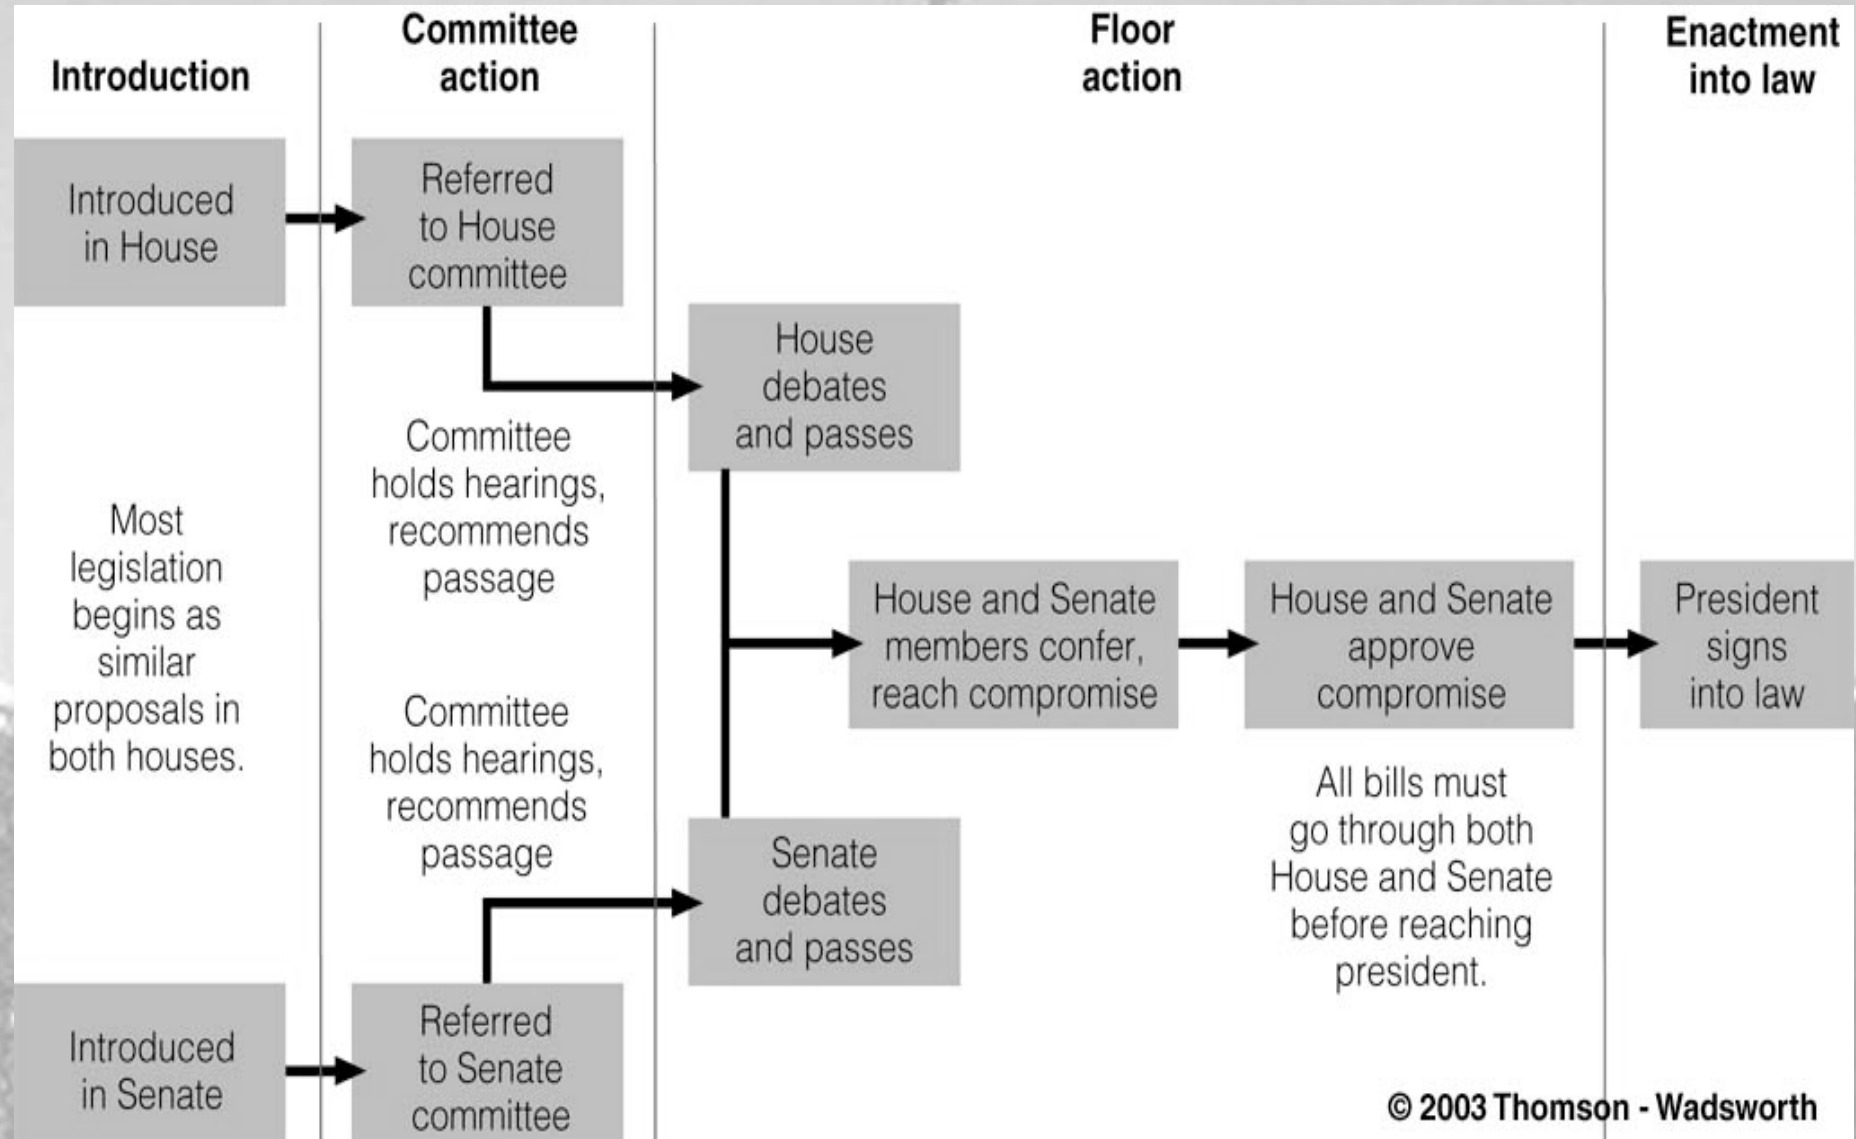 Introduction
Committee
action
Floor
action
Enactment
into law
Introduced
in House
Referred
to House
committee
House
debates
and passes
Committee
holds hearings,
recommends
passage
Most
legislation
begins as
similar
proposals in
both houses.
House and Senate
members confer,
reach compromise
House and Senate
approve
compromise
President
signs
into law
Committee
holds hearings,
recommends
passage
All bills must
go through both
House and Senate
before reaching
president.
Senate
debates
and passes
Introduced
in Senate
Referred
to Senate
committee
© 2003 Thomson - Wadsworth